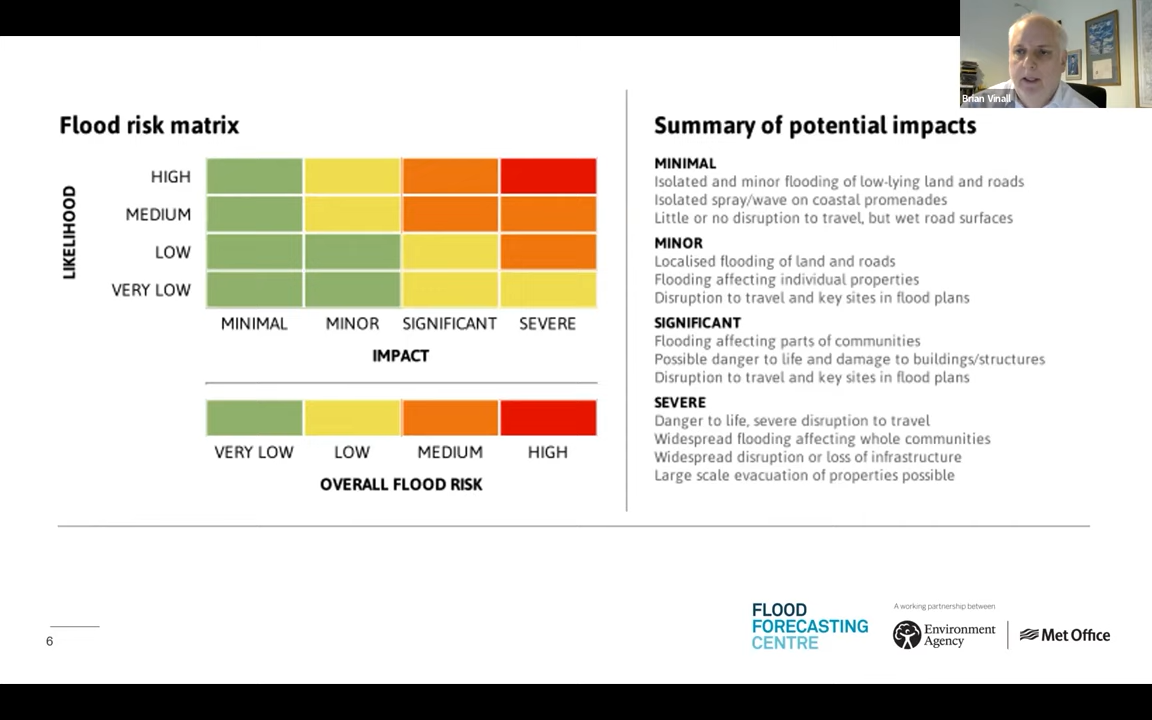 Brian Vinall
Flood risk matrix
LIKELIHOOD
HIGH
MEDIUM
LOW
VERY LOW
MINIMAL MINOR SIGNIFICANT SEVERE
IMPACT
VERY LOW LOW MEDIUM HIGH
OVERALL FLOOD RISK
Summary of potential impacts
MINIMAL
Isolated and minor flooding of low-lying land and roads
Isolated spray/wave on coastal promenades
Little or no disruption to travel, but wet road surfaces
MINOR
Localised flooding of land and roads
Flooding affecting individual properties
Disruption to travel and key sites in flood plans
SIGNIFICANT
Flooding affecting parts of communities
Possible danger to life and damage to buildings/structures
Disruption to travel and key sites in flood plans
SEVERE
Danger to life, severe disruption to travel
Widespread flooding affecting whole communities
Widespread disruption or loss of infrastructure
Large scale evacuation of properties possible
6
FLOOD
FORECASTING
CENTRE
A working partnership between
Environment
Agency
Met Office